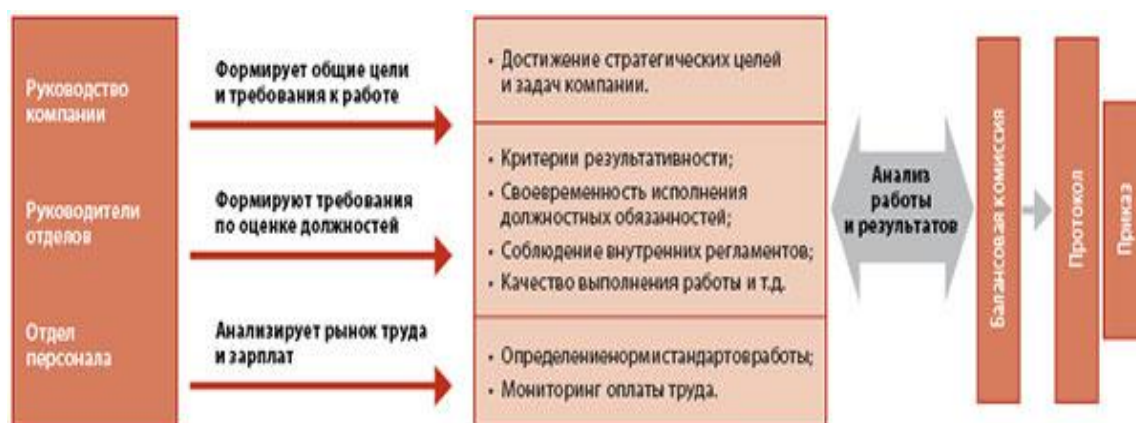 Руководство
компании
Формирует общие цели
и требования к работе
• Достижение стратегических целей
и задач компании.
Руководители
отделов
Формируют требования
по оценке должностей
• Критерии результативности;
• Своевременность исполнения
должностных обязанностей;
• Соблюдение внутренних регламентов;
• Качество выполнения работы и т.д.
Отдел
персонала
Анализирует рынок труда
и зарплат
• Определениенормистандартовработы;
• Мониторинг оплаты труда.
Анализ
работы
и результатов
Балансовая комиссия
Протокол
Приказ